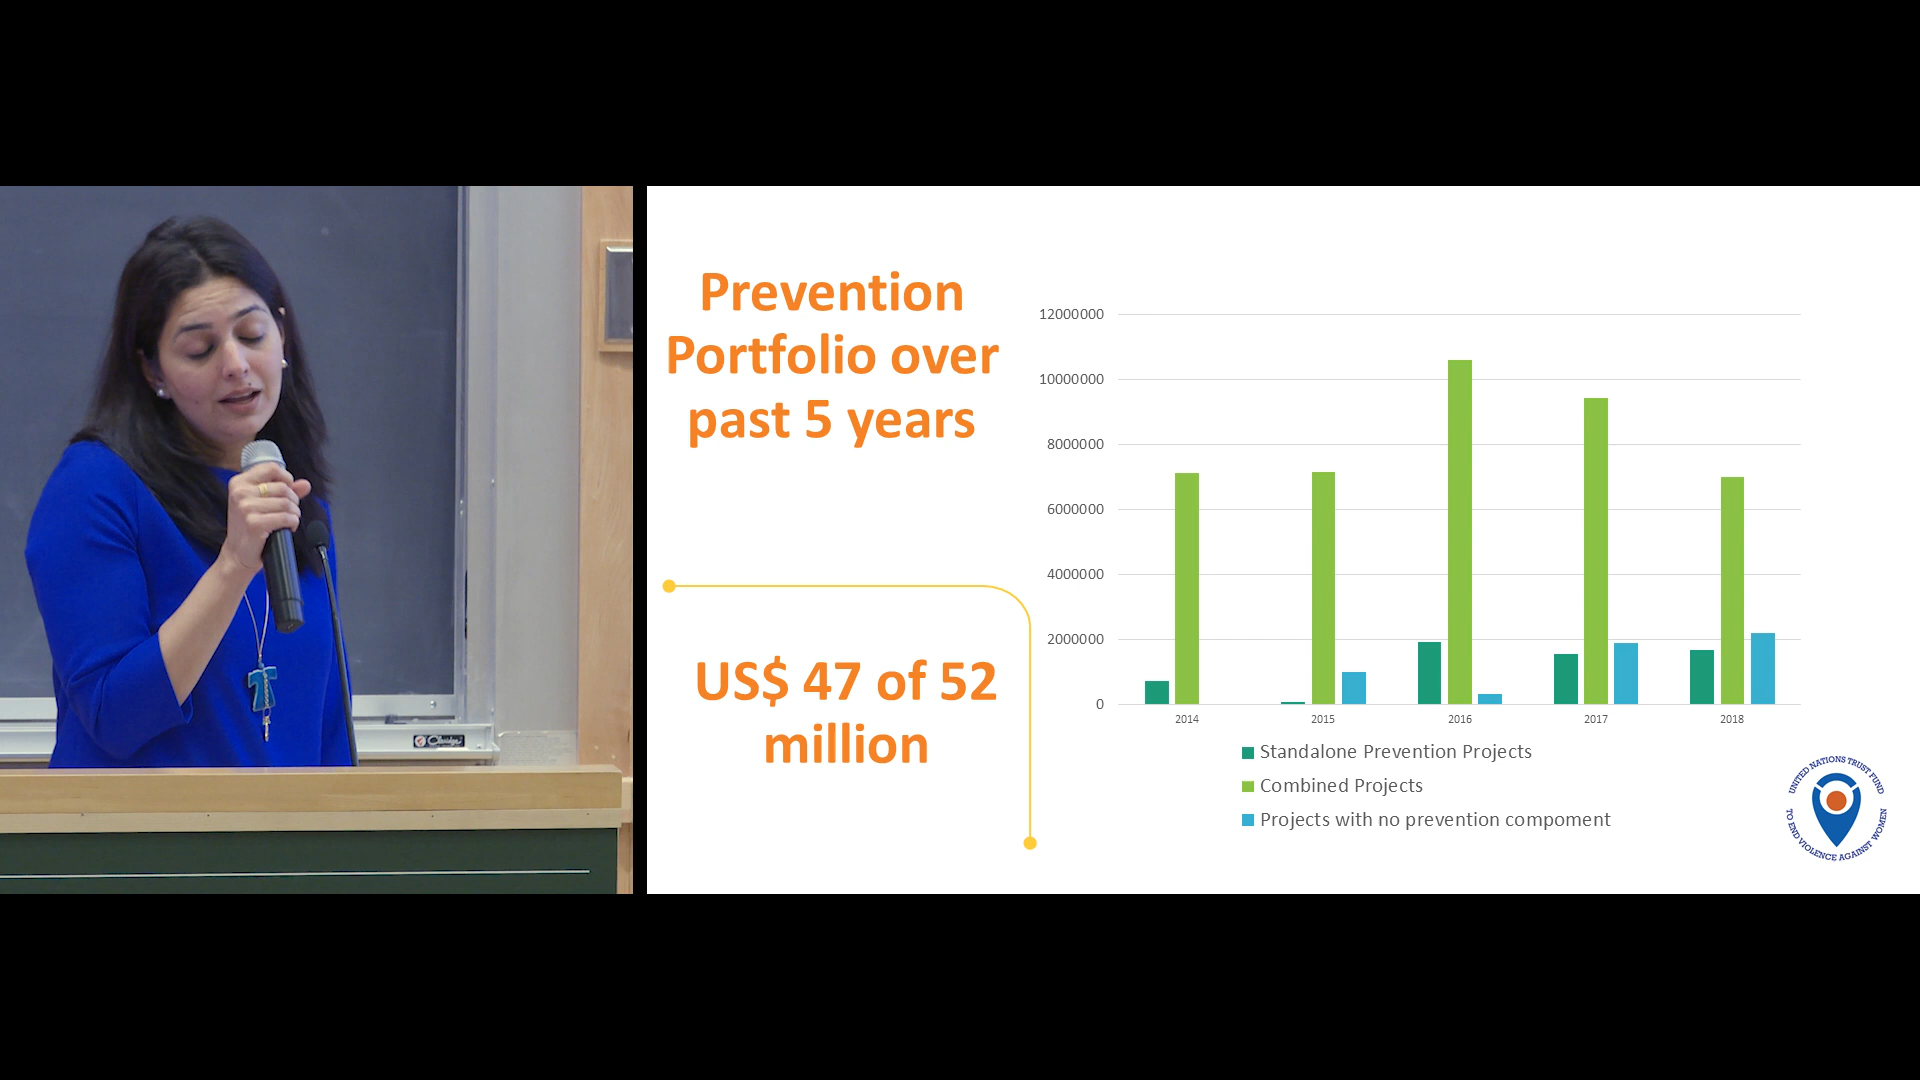 Prevention
Portfolio over
past 5 years
US$ 47 of 52
million
12000000
10000000
8000000
6000000
4000000
2000000
0
2014
2015
2016
2017
2018
Standalone Prevention Projects
Combined Projects
Projects with no prevention compoment
UNITED NATIONS TRUST FUND
TO END VIOLENCE AGAINST WOMEN
Claridge